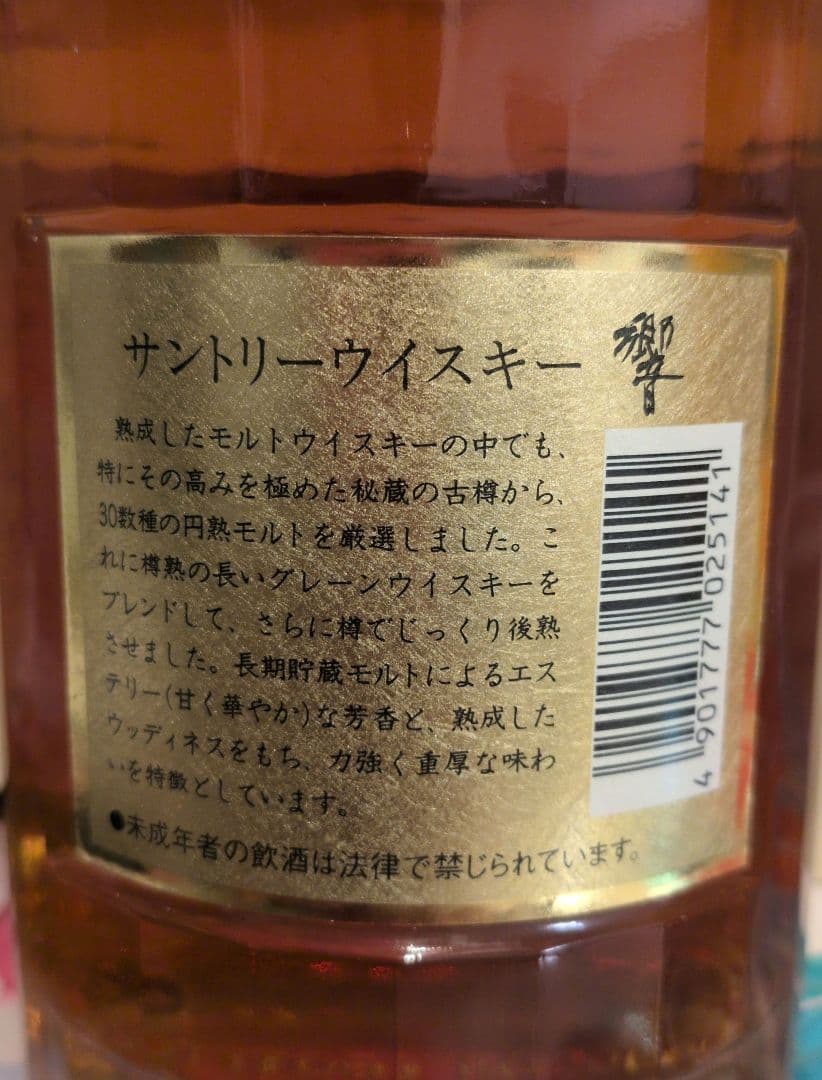 サントリーウイスキー 響
熟成したモルトウイスキーの中でも、
特にその高みを極めた秘蔵の古樽から、
30数種の円熟モルトを厳選しました。こ
れに樽熟の長いグレーンウイスキーを
ブレンドして、さらに樽でじっくり後熟
させました。長期貯蔵モルトによるエス
テリー(甘く華やか)な芳香と、熟成した
ウッディネスをもち、力強く重厚な味わ
いを特徴としています。
●未成年者の飲酒は法律で禁じられています。
4 901777 025141